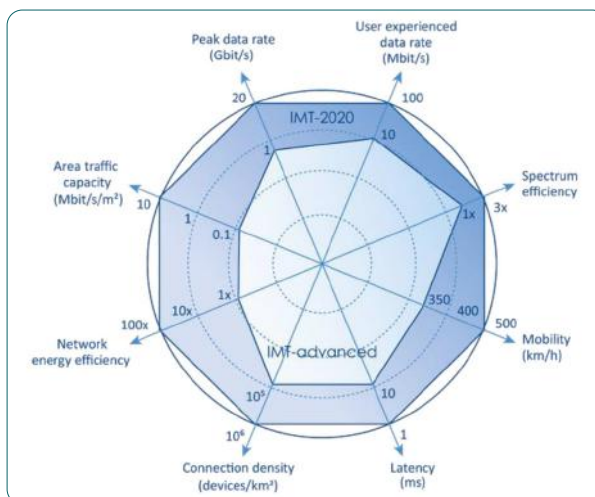 Peak data rate
(Gbit/s)
User experienced
data rate
(Mbit/s)
20
100
IMT-2020
1
10
Area traffic
capacity
(Mbit/s/m²)
Spectrum
efficiency
10
1
0.1
1x
3x
1x
10x
100x
350
400
500
Network
energy efficiency
Mobility
(km/h)
IMT-advanced
10⁵
10
10⁶
1
Connection density
(devices/km²)
Latency
(ms)